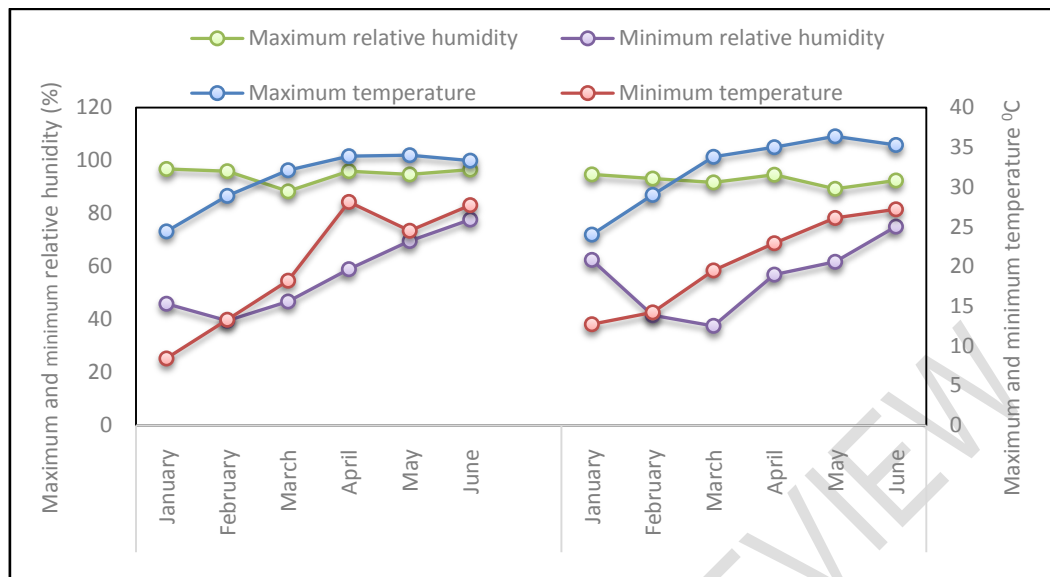 Maximum relative humidity
Minimum relative humidity
Maximum temperature
Minimum temperature
Maximum and minimum relative humidity (%)
120
100
80
60
40
20
0
40
35
30
25
20
15
10
5
0
Maximum and minimum temperature ⁰C
January
February
March
April
May
June
January
February
March
April
May
June
VIEW